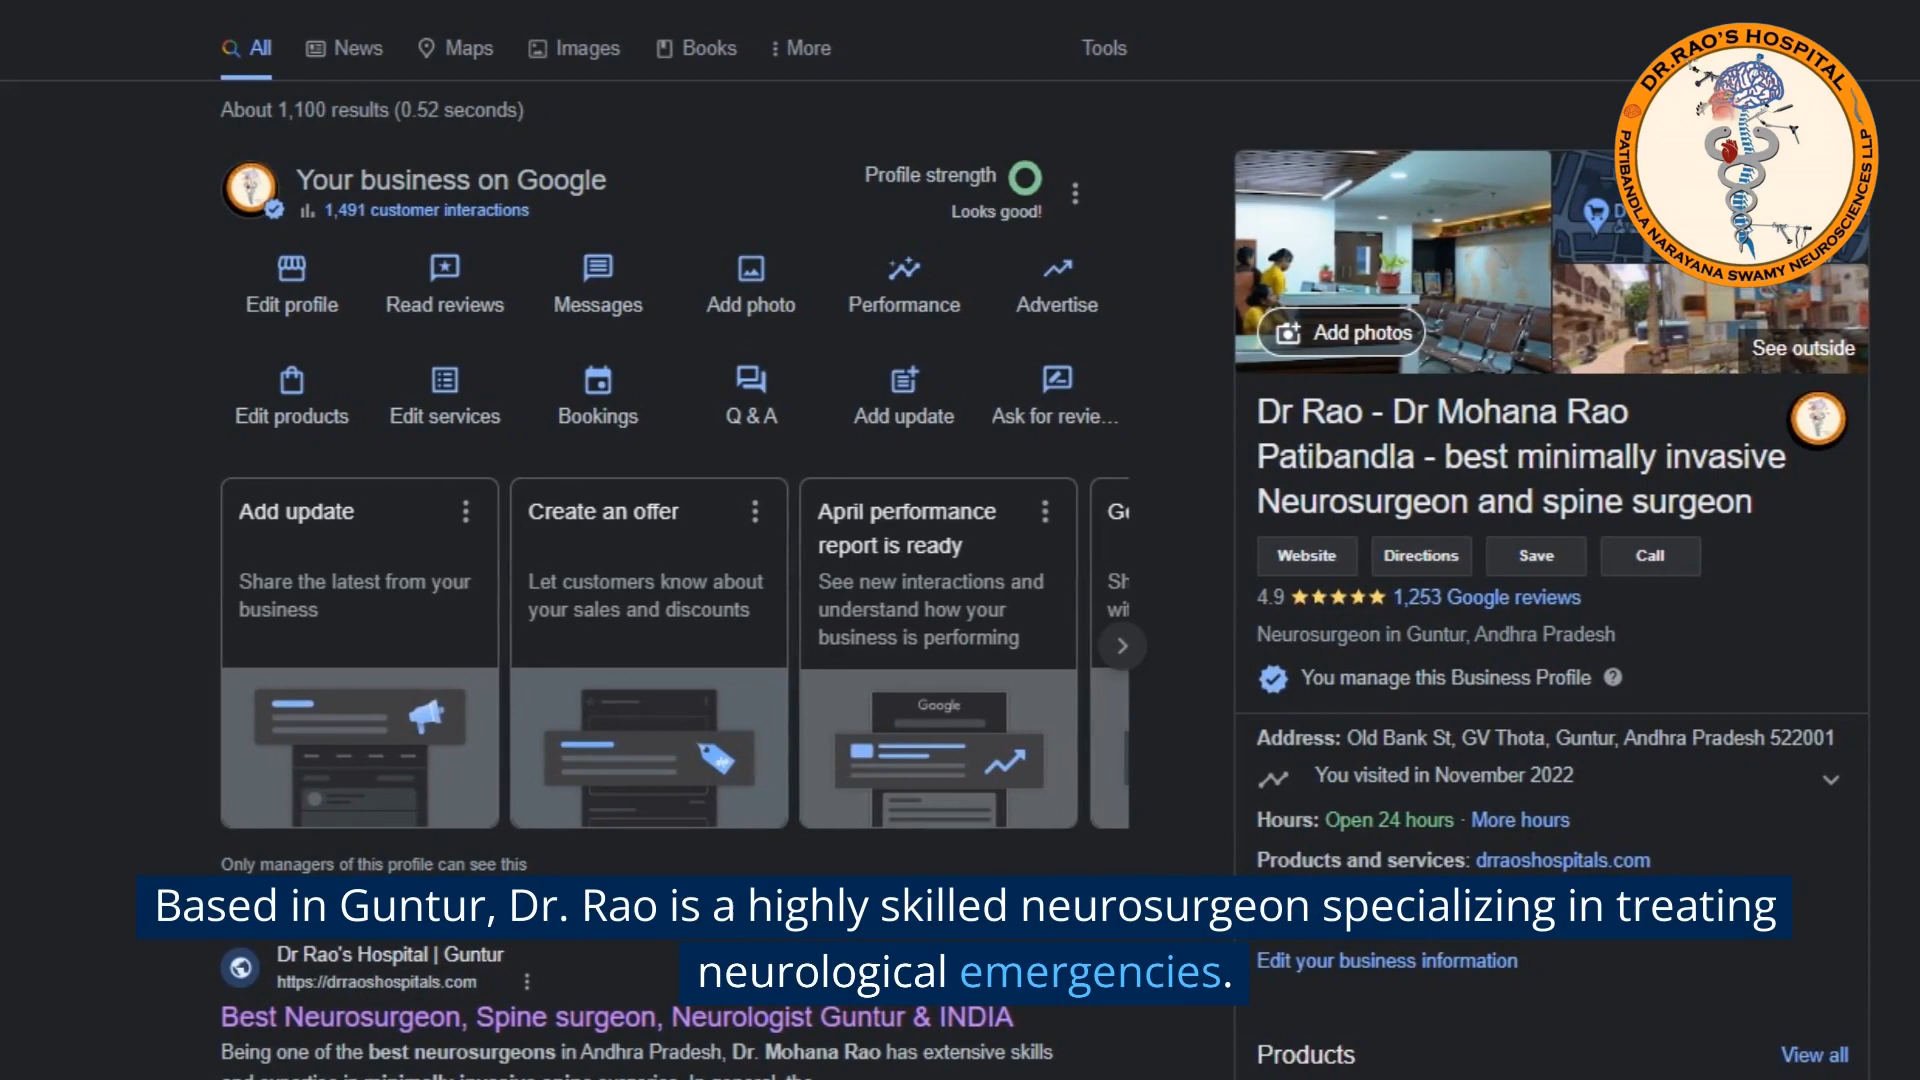 All
News
Maps
Images
Books
More
Tools
About 1,100 results (0.52 seconds)
DR.RAO'S HOSPITAL
PATIBANDLA NARAYANA SWAMY NEUROSCIENCES LLP
Your business on Google
1,491 customer interactions
Profile strength
Looks good!
Edit profile
Read reviews
Messages
Add photo
Performance
Advertise
Edit products
Edit services
Bookings
Q & A
Add update
Ask for revie...
Add update
Share the latest from your
business
Create an offer
Let customers know about
your sales and discounts
April performance
report is ready
See new interactions and
understand how your
business is performing
Google
Only managers of this profile can see this
Add photos
See outside
Dr Rao - Dr Mohana Rao
Patibandla - best minimally invasive
Neurosurgeon and spine surgeon
Website
Directions
Save
Call
4.9 ★★★★★ 1,253 Google reviews
Neurosurgeon in Guntur, Andhra Pradesh
You manage this Business Profile
Address: Old Bank St, GV Thota, Guntur, Andhra Pradesh 522001
You visited in November 2022
Hours: Open 24 hours · More hours
Products and services: drraoshospitals.com
Based in Guntur, Dr. Rao is a highly skilled neurosurgeon specializing in treating
neurological emergencies.
Edit your business information
Dr Rao's Hospital | Guntur
https://drraoshospitals.com
Best Neurosurgeon, Spine surgeon, Neurologist Guntur & INDIA
Being one of the best neurosurgeons in Andhra Pradesh, Dr. Mohana Rao has extensive skills
Products
View all